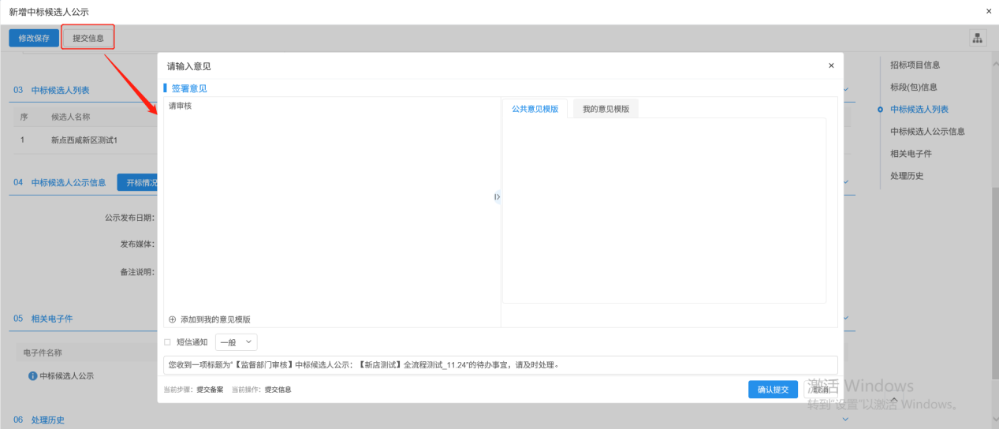 新增中标候选人公示
修改保存
提交信息
请输入意见
签署意见
请审核
公共意见模版
我的意见模版
招标项目信息
标段(包)信息
中标候选人列表
中标候选人公示信息
相关电子件
处理历史
03 中标候选人列表
序
候选人名称
1
新点西咸新区测试1
04 中标候选人公示信息
开标情况
公示发布日期:
发布媒体:
备注说明:
05 相关电子件
添加到我的意见模版
短信通知
一般
电子件名称
中标候选人公示
您收到一项标题为"【监督部门审核】中标候选人公示:【新店测试】全流程测试_11.24"的待办事宜，请及时处理。
当前步骤: 提交备案 当前操作: 提交信息
确认提交
取消
激活 Windows
转到"设置"以激活 Windows。
06 处理历史